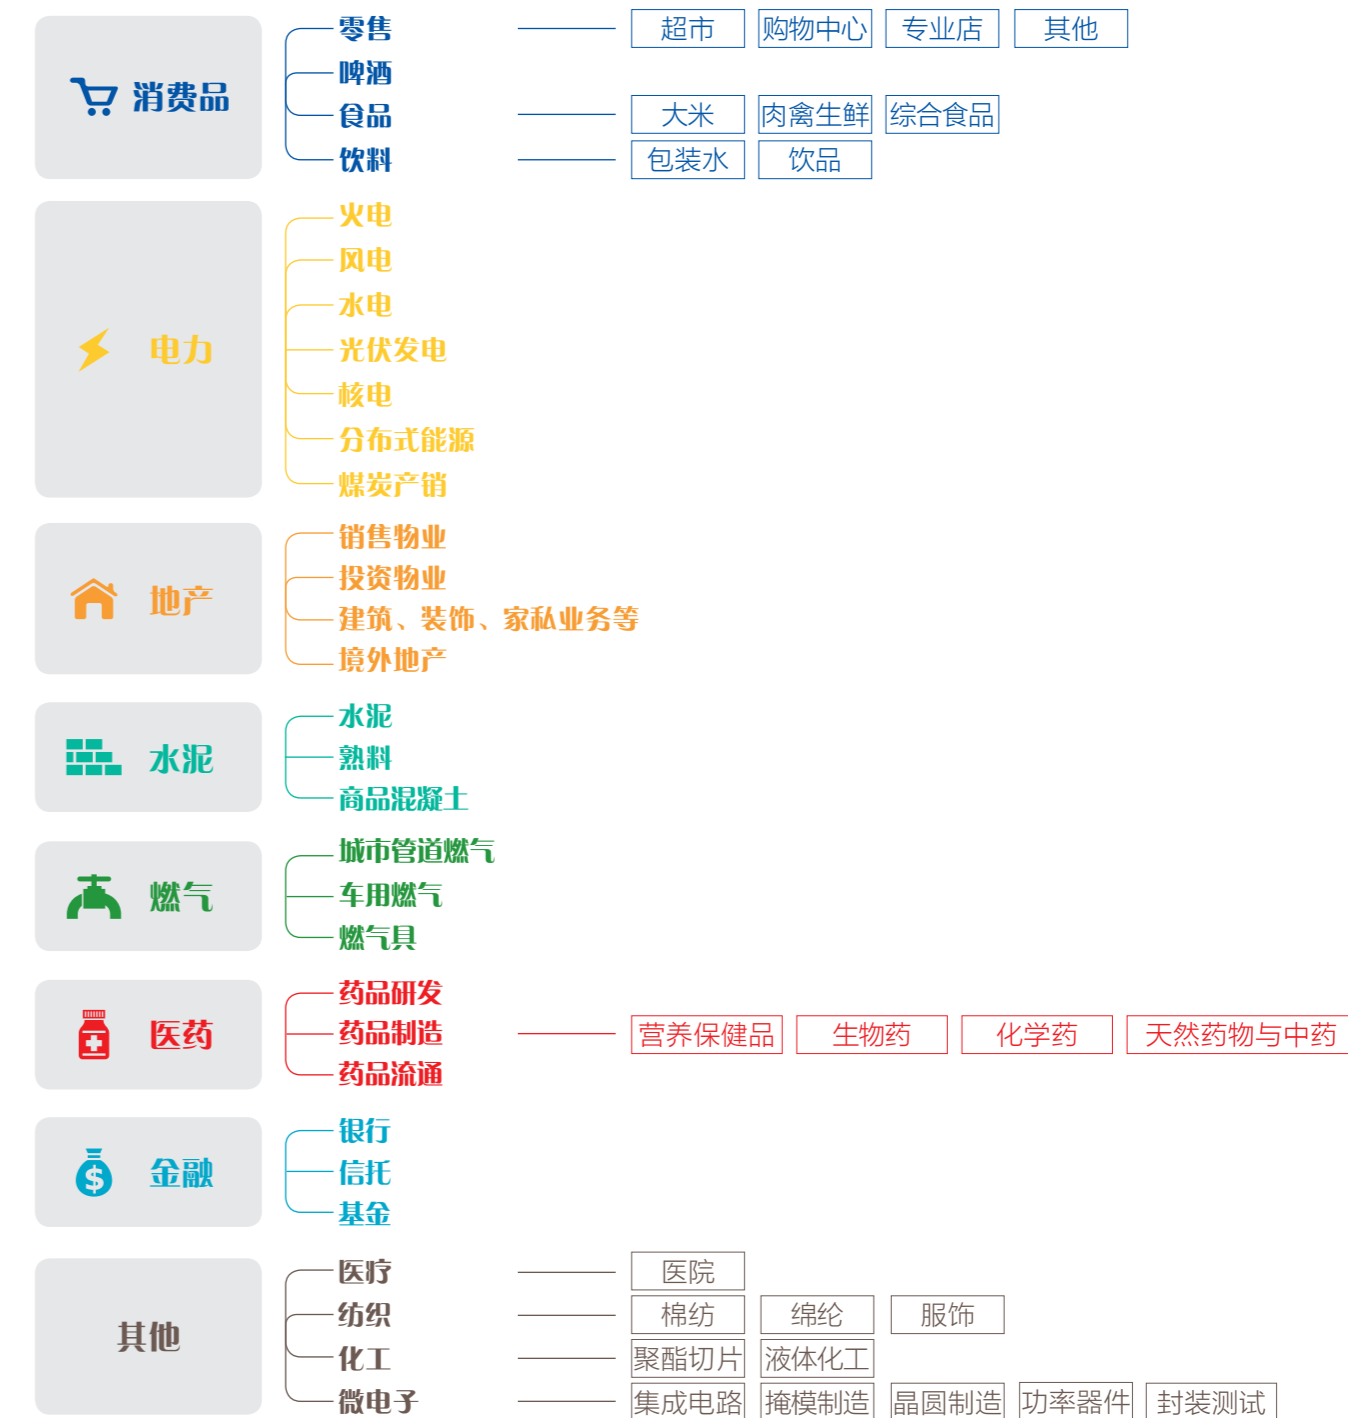 消费品
零售 超市 购物中心 专业店 其他
啤酒
食品 大米 肉禽生鲜 综合食品
饮料 包装水 饮品
电力
火电
风电
水电
光伏发电
核电
分布式能源
煤炭产销
地产
销售物业
投资物业
建筑、装饰、家私业务等
境外地产
水泥
水泥
熟料
商品混凝土
燃气
城市管道燃气
车用燃气
燃气具
医药
药品研发
药品制造 营养保健品 生物药 化学药 天然药物与中药
药品流通
金融
$
银行
信托
基金
其他
医疗 医院
纺织 棉纺 绵纶 服饰
化工 聚酯切片 液体化工
微电子 集成电路 掩模制造 晶圆制造 功率器件 封装测试